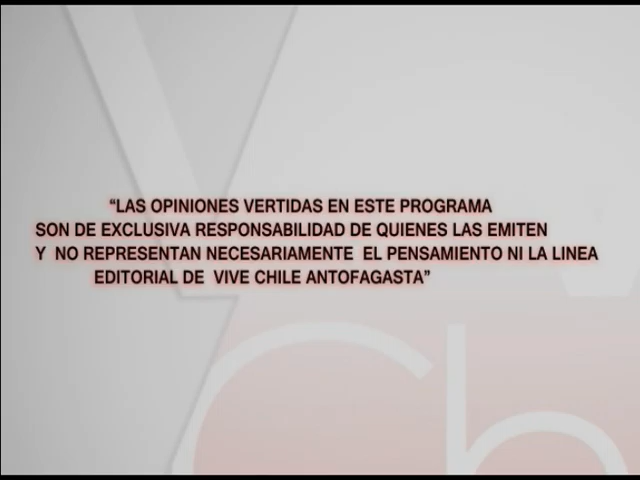 “LAS OPINIONES VERTIDAS EN ESTE PROGRAMA
SON DE EXCLUSIVA RESPONSABILIDAD DE QUIENES LAS EMITEN
Y NO REPRESENTAN NECESARIAMENTE EL PENSAMIENTO NI LA LINEA
EDITORIAL DE VIVE CHILE ANTOFAGASTA”
V
Ch